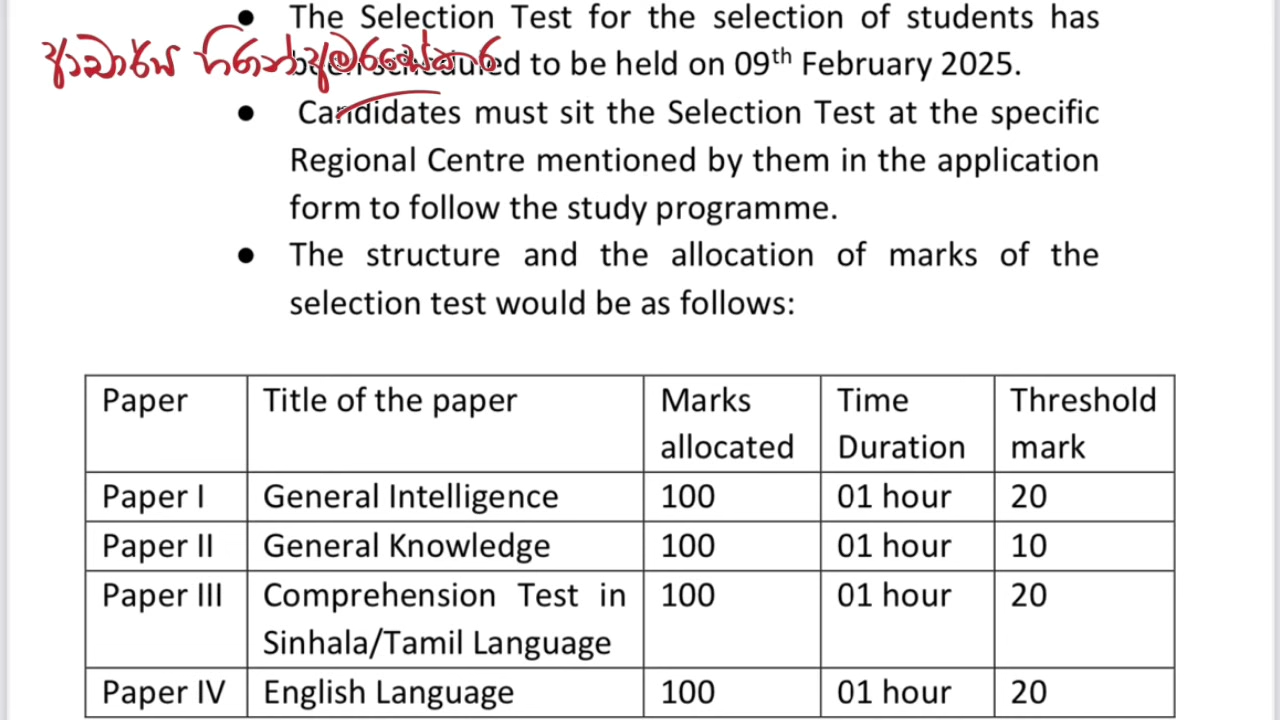 ● The Selection Test for the selection of students has
ආචාර්ය හිරාන් අමරසේකර
been scheduled to be held on 09th February 2025.
● Candidates must sit the Selection Test at the specific
Regional Centre mentioned by them in the application
form to follow the study programme.
● The structure and the allocation of marks of the
selection test would be as follows:
Paper Title of the paper Marks allocated Time Duration Threshold mark
Paper I General Intelligence 100 01 hour 20
Paper II General Knowledge 100 01 hour 10
Paper III Comprehension Test in Sinhala/Tamil Language 100 01 hour 20
Paper IV English Language 100 01 hour 20